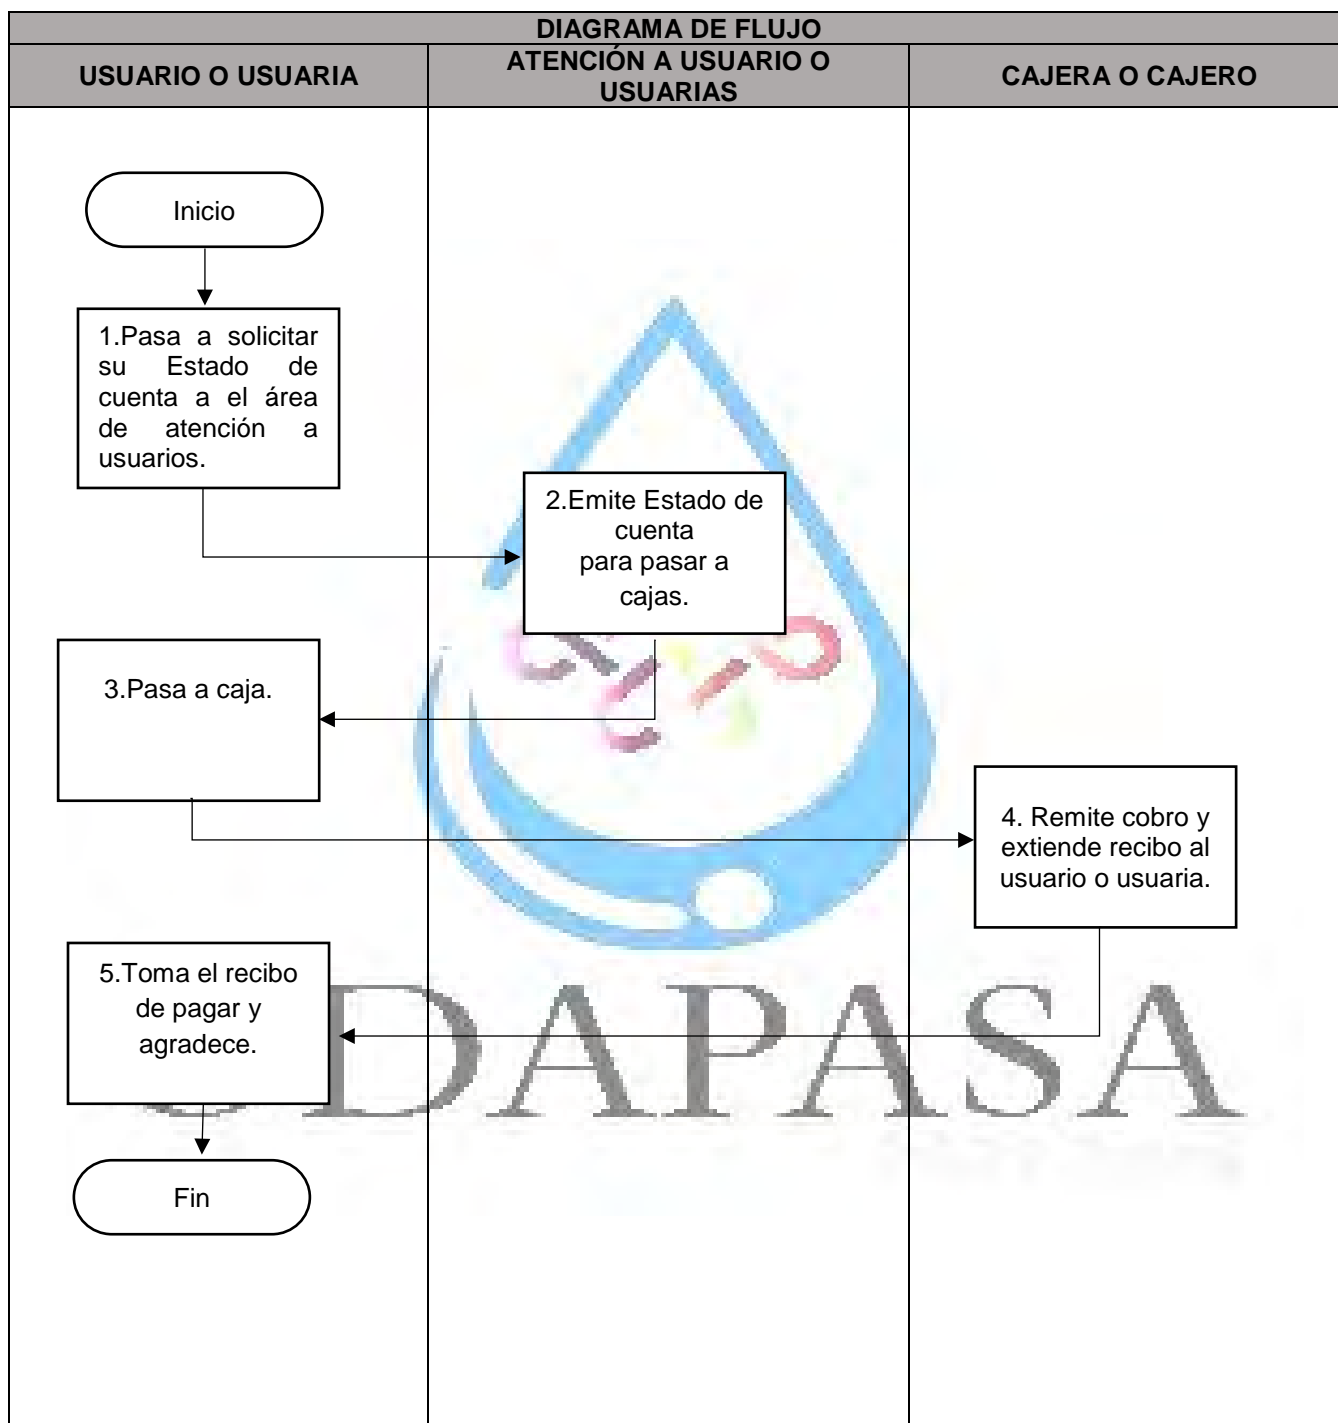 DIAGRAMA DE FLUJO
USUARIO O USUARIA
ATENCIÓN A USUARIO O
USUARIAS
CAJERA O CAJERO
Inicio
1.Pasa a solicitar
su Estado de
cuenta a el área
de atención a
usuarios.
2.Emite Estado de
cuenta
para pasar a
cajas.
3.Pasa a caja.
4. Remite cobro y
extiende recibo al
usuario o usuaria.
5.Toma el recibo
de pagar y
agradece.
Fin
DAPASA